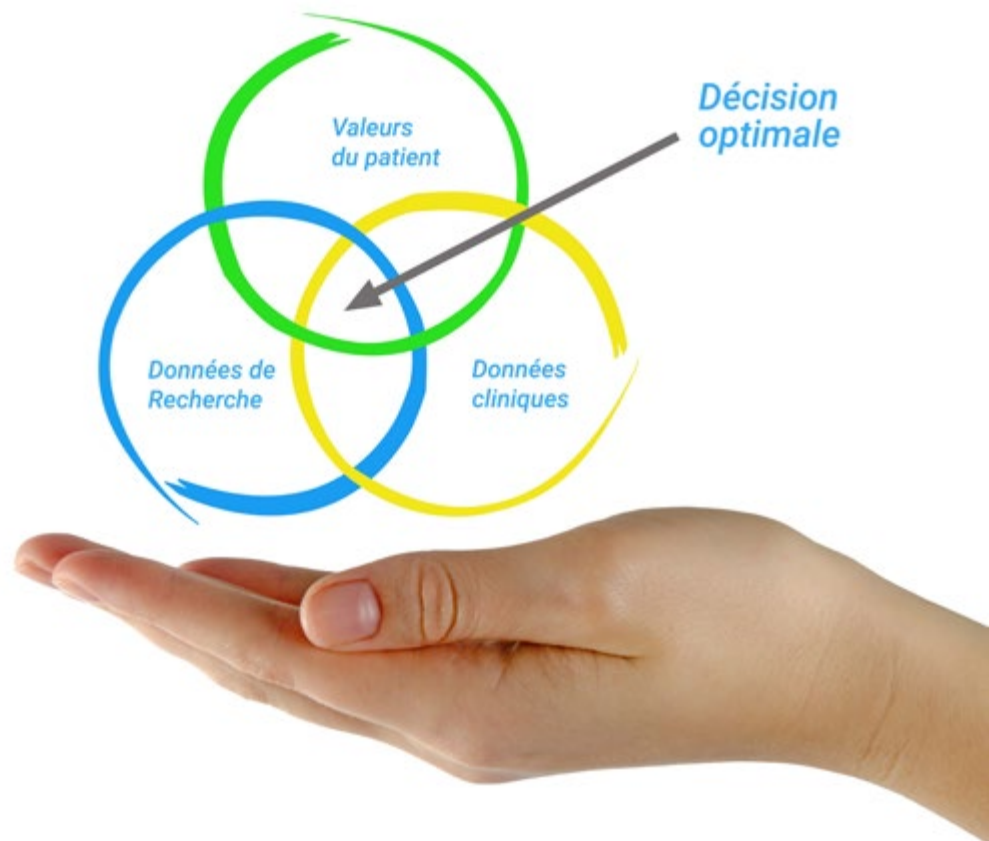 Valeurs
du patient
Décision
optimale
Données de
Recherche
Données
cliniques